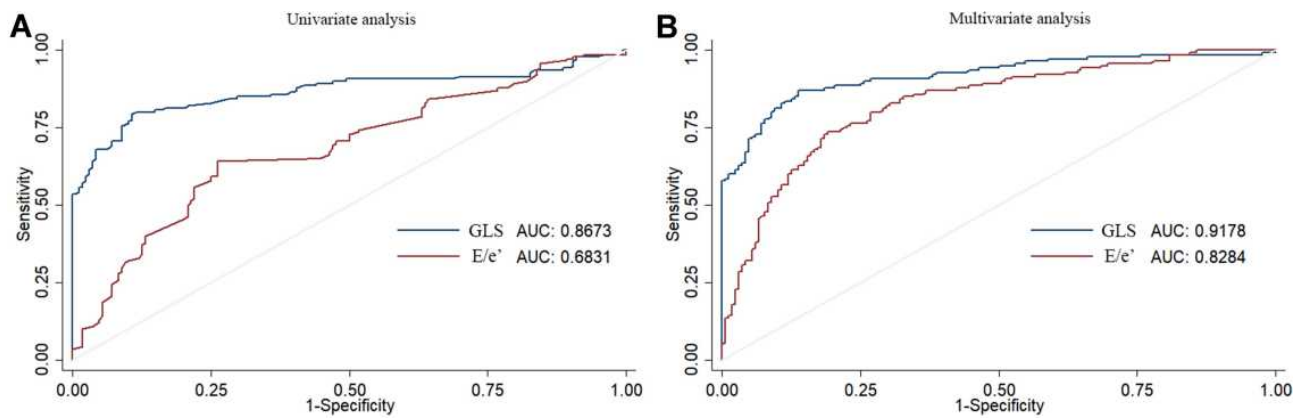 A
Univariate analysis
1.00
0.75
0.50
0.25
0.00
Sensitivity
GLS AUC: 0.8673
E/e’ AUC: 0.6831
0.00 0.25 0.50 0.75 1.00
1-Specificity
B
Multivariate analysis
1.00
0.75
0.50
0.25
0.00
Sensitivity
GLS AUC: 0.9178
E/e’ AUC: 0.8284
0.00 0.25 0.50 0.75 1.00
1-Specificity